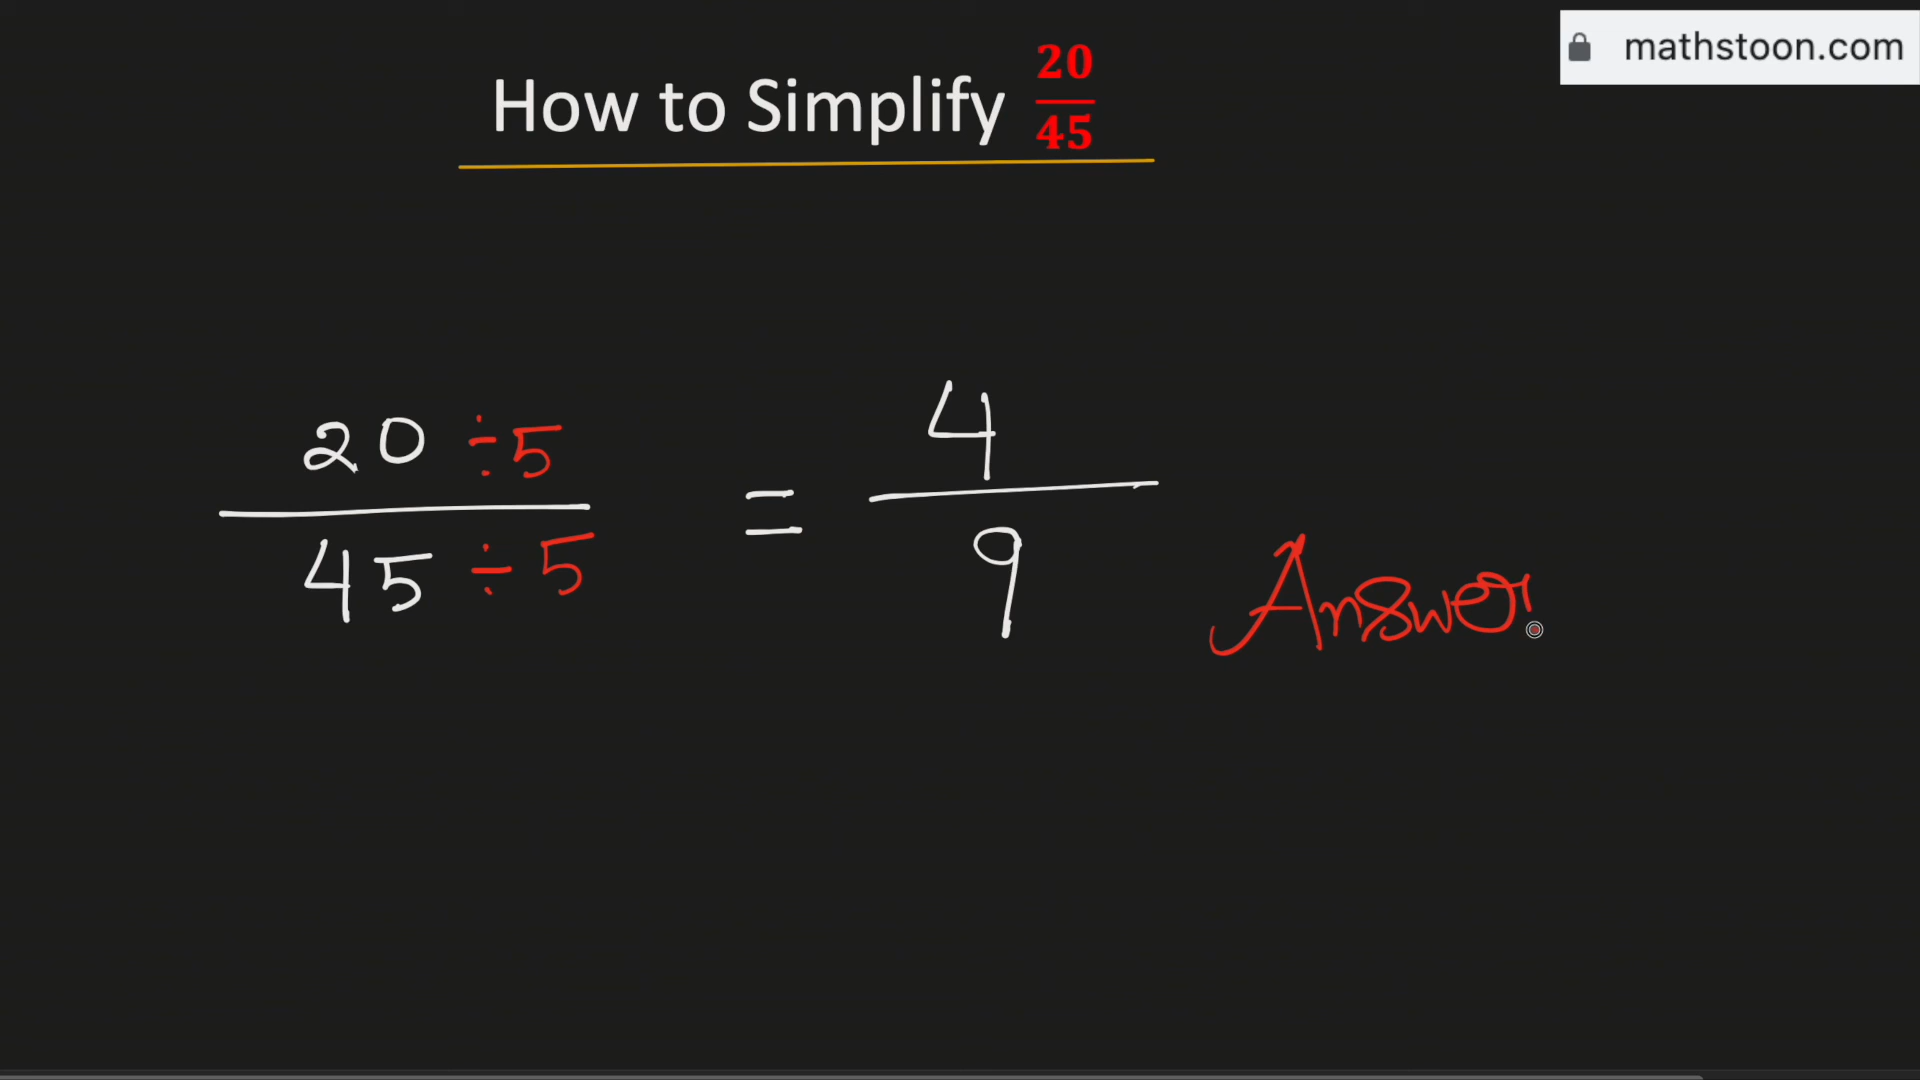 mathstoon.com
How to Simplify 20/45
20 ÷5 / 45 ÷5 = 4 / 9
Answer.